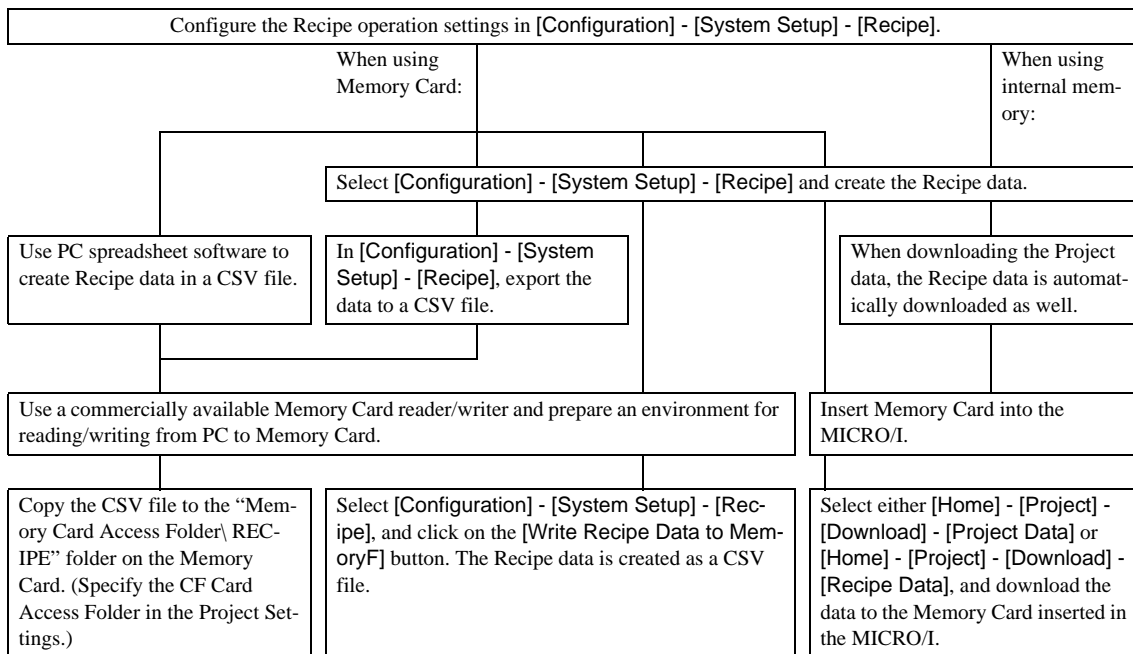 Configure the Recipe operation settings in [Configuration] - [System Setup] - [Recipe].
When using
Memory Card:
When using
internal mem-
ory:
Select [Configuration] - [System Setup] - [Recipe] and create the Recipe data.
Use PC spreadsheet software to
create Recipe data in a CSV file.
In [Configuration] - [System
Setup] - [Recipe], export the
data to a CSV file.
When downloading the Project
data, the Recipe data is automat-
ically downloaded as well.
Use a commercially available Memory Card reader/writer and prepare an environment for
reading/writing from PC to Memory Card.
Insert Memory Card into the
MICRO/I.
Copy the CSV file to the “Mem-
ory Card Access Folder\ REC-
IPE” folder on the Memory
Card. (Specify the CF Card
Access Folder in the Project Set-
tings.)
Select [Configuration] - [System Setup] - [Rec-
ipe], and click on the [Write Recipe Data to Mem-
oryF] button. The Recipe data is created as a CSV
file.
Select either [Home] - [Project] -
[Download] - [Project Data] or
[Home] - [Project] - [Download] -
[Recipe Data], and download the
data to the Memory Card inserted in
the MICRO/I.